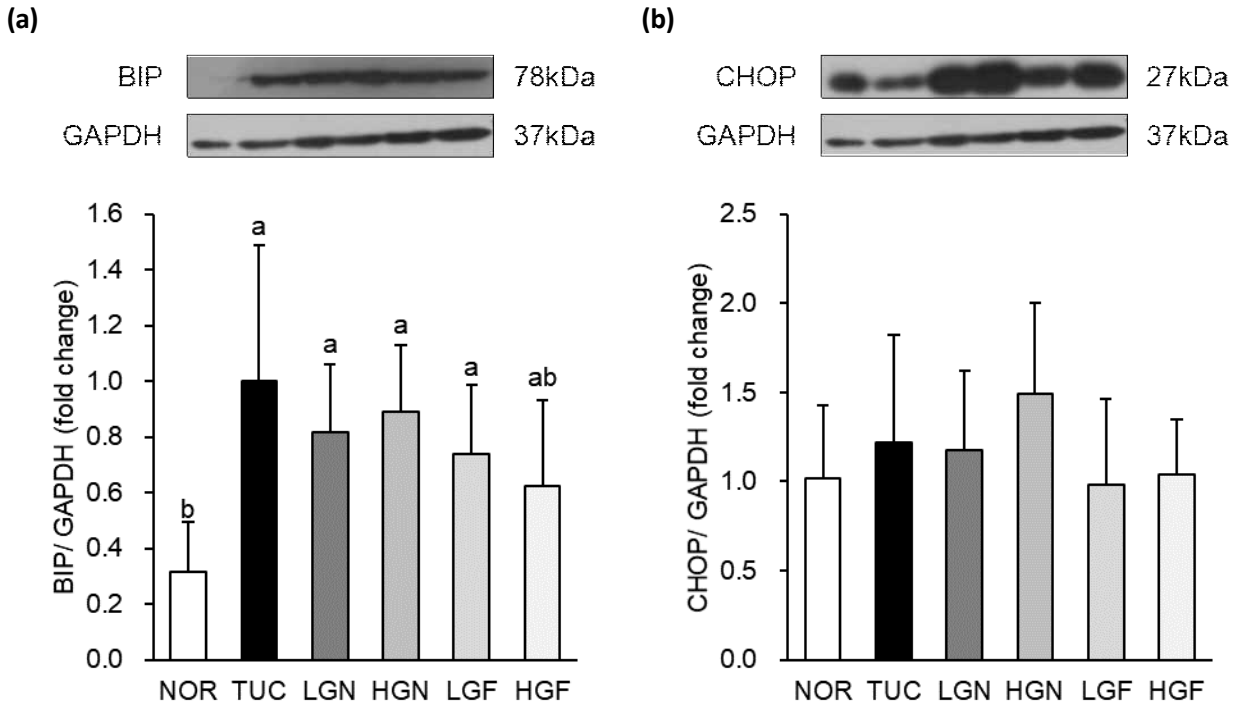 (a)
BIP 78kDa
GAPDH 37kDa
BIP/ GAPDH (fold change)
1.6
1.4
1.2
1.0
0.8
0.6
0.4
0.2
0.0
b a a a a ab
NOR TUC LGN HGN LGF HGF
(b)
CHOP 27kDa
GAPDH 37kDa
CHOP/ GAPDH (fold change)
2.5
2.0
1.5
1.0
0.5
0.0
NOR TUC LGN HGN LGF HGF